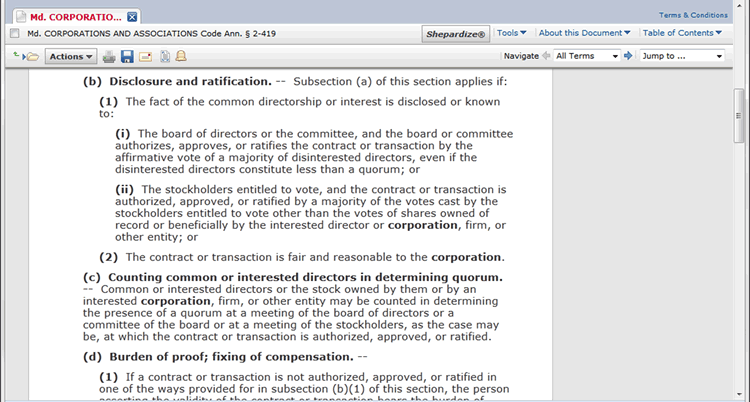 Md. CORPORATIO...
Terms & Conditions
Md. CORPORATIONS AND ASSOCIATIONS Code Ann. § 2-419
Shepardize®
Tools
About this Document
Table of Contents
Actions
Navigate
All Terms
Jump to ...
(b) Disclosure and ratification. -- Subsection (a) of this section applies if:
(1) The fact of the common directorship or interest is disclosed or known
to:
(i) The board of directors or the committee, and the board or committee
authorizes, approves, or ratifies the contract or transaction by the
affirmative vote of a majority of disinterested directors, even if the
disinterested directors constitute less than a quorum; or
(ii) The stockholders entitled to vote, and the contract or transaction is
authorized, approved, or ratified by a majority of the votes cast by the
stockholders entitled to vote other than the votes of shares owned of
record or beneficially by the interested director or corporation, firm, or
other entity; or
(2) The contract or transaction is fair and reasonable to the corporation.
(c) Counting common or interested directors in determining quorum.
-- Common or interested directors or the stock owned by them or by an
interested corporation, firm, or other entity may be counted in determining
the presence of a quorum at a meeting of the board of directors or a
committee of the board or at a meeting of the stockholders, as the case may
be, at which the contract or transaction is authorized, approved, or ratified.
(d) Burden of proof; fixing of compensation. --
(1) If a contract or transaction is not authorized, approved, or ratified in
one of the ways provided for in subsection (b)(1) of this section, the person
asserting the validity of the contract or transaction bears the burden of